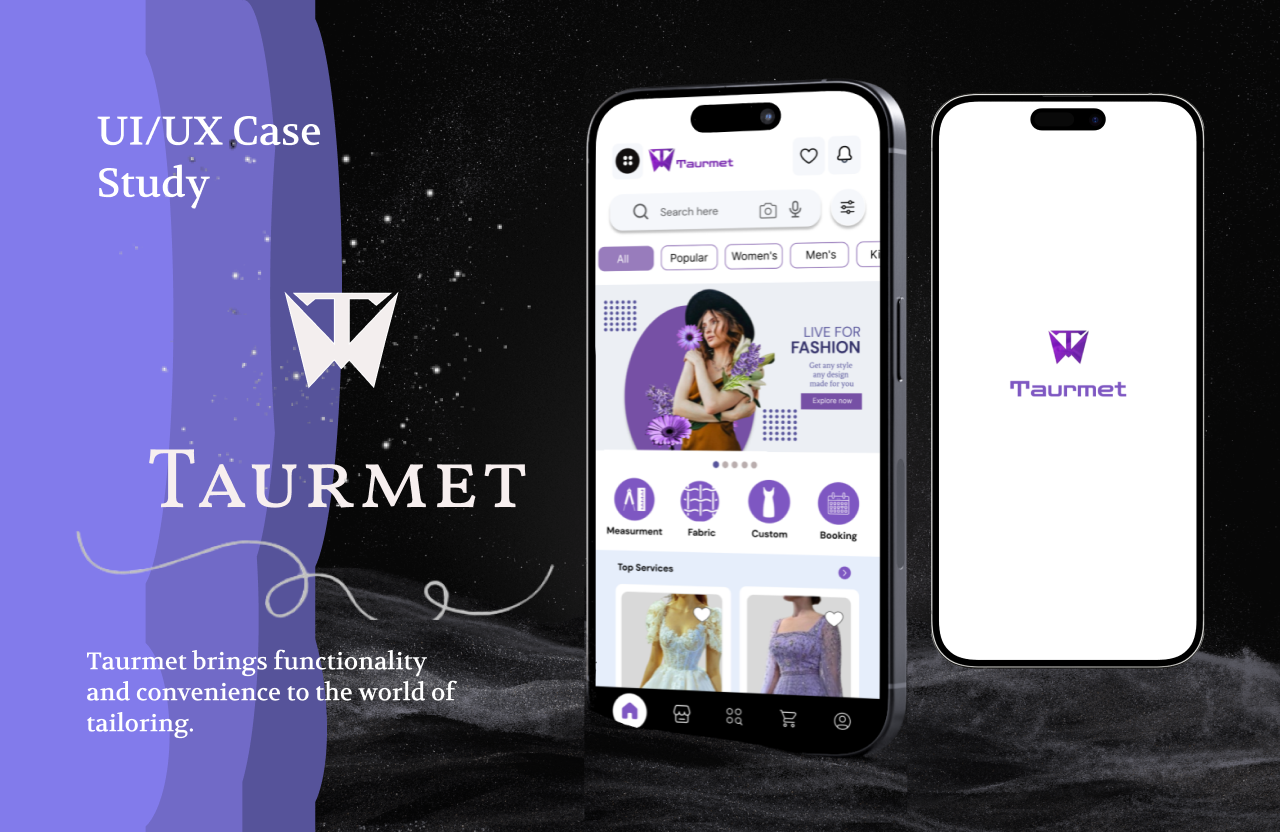 UI/UX Case
Study
TAURMET
Taurmet brings functionality
and convenience to the world of
tailoring.
Taurmet
Search here
All
Popular
Women's
Men's
Ki
LIVE FOR
FASHION
Get any style
any design
made for you
Explore now
Measurment
Fabric
Custom
Booking
Top Services
Taurmet